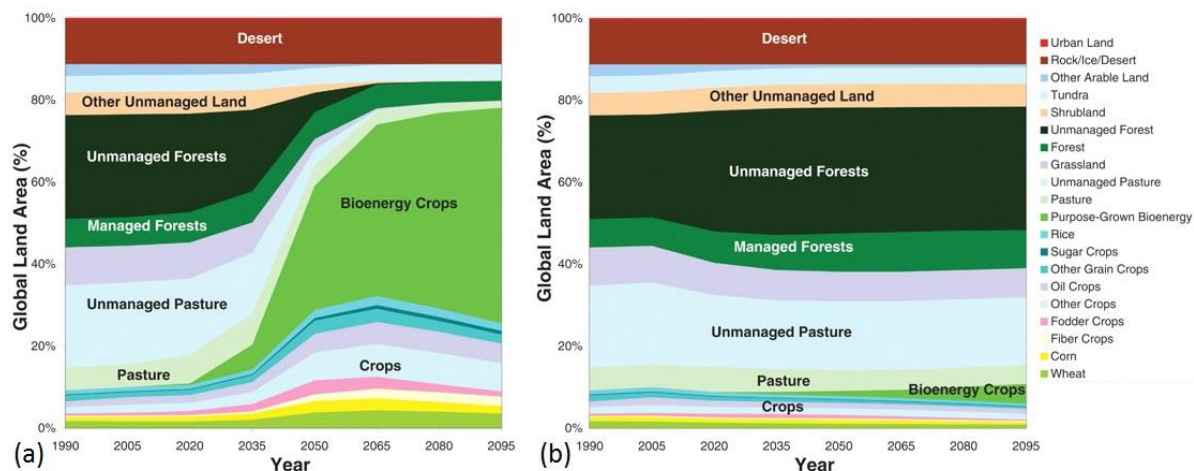 Global Land Area (%)
100%
80%
60%
40%
20%
0%
Desert
Other Unmanaged Land
Unmanaged Forests
Managed Forests
Unmanaged Pasture
Pasture
Bioenergy Crops
Crops
1990 2005 2020 2035 2050 2065 2080 2095
Year
(a)
Global Land Area (%)
100%
80%
60%
40%
20%
0%
Desert
Other Unmanaged Land
Unmanaged Forests
Managed Forests
Unmanaged Pasture
Pasture
Bioenergy Crops
Crops
1990 2005 2020 2035 2050 2065 2080 2095
Year
(b)
Urban Land
Rock/Ice/Desert
Other Arable Land
Tundra
Shrubland
Unmanaged Forest
Forest
Grassland
Unmanaged Pasture
Pasture
Purpose-Grown Bioenergy
Rice
Sugar Crops
Other Grain Crops
Oil Crops
Other Crops
Fodder Crops
Fiber Crops
Corn
Wheat